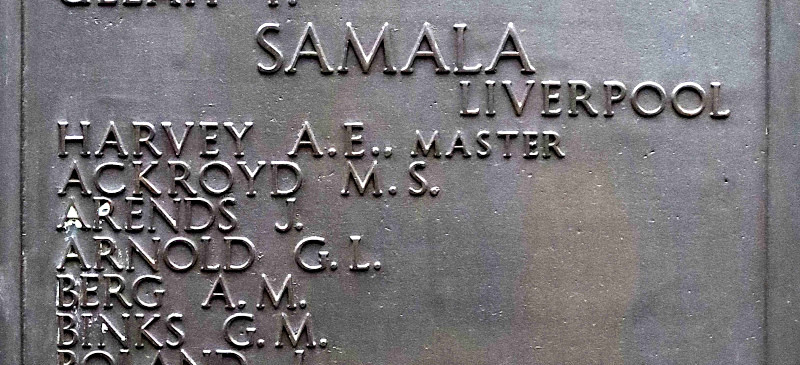 SAMALA
LIVERPOOL
HARVEY A.E., MASTER
ACKROYD M.S.
ARENDS J.
ARNOLD G.L.
BERG A.M.
BINKS G.M.